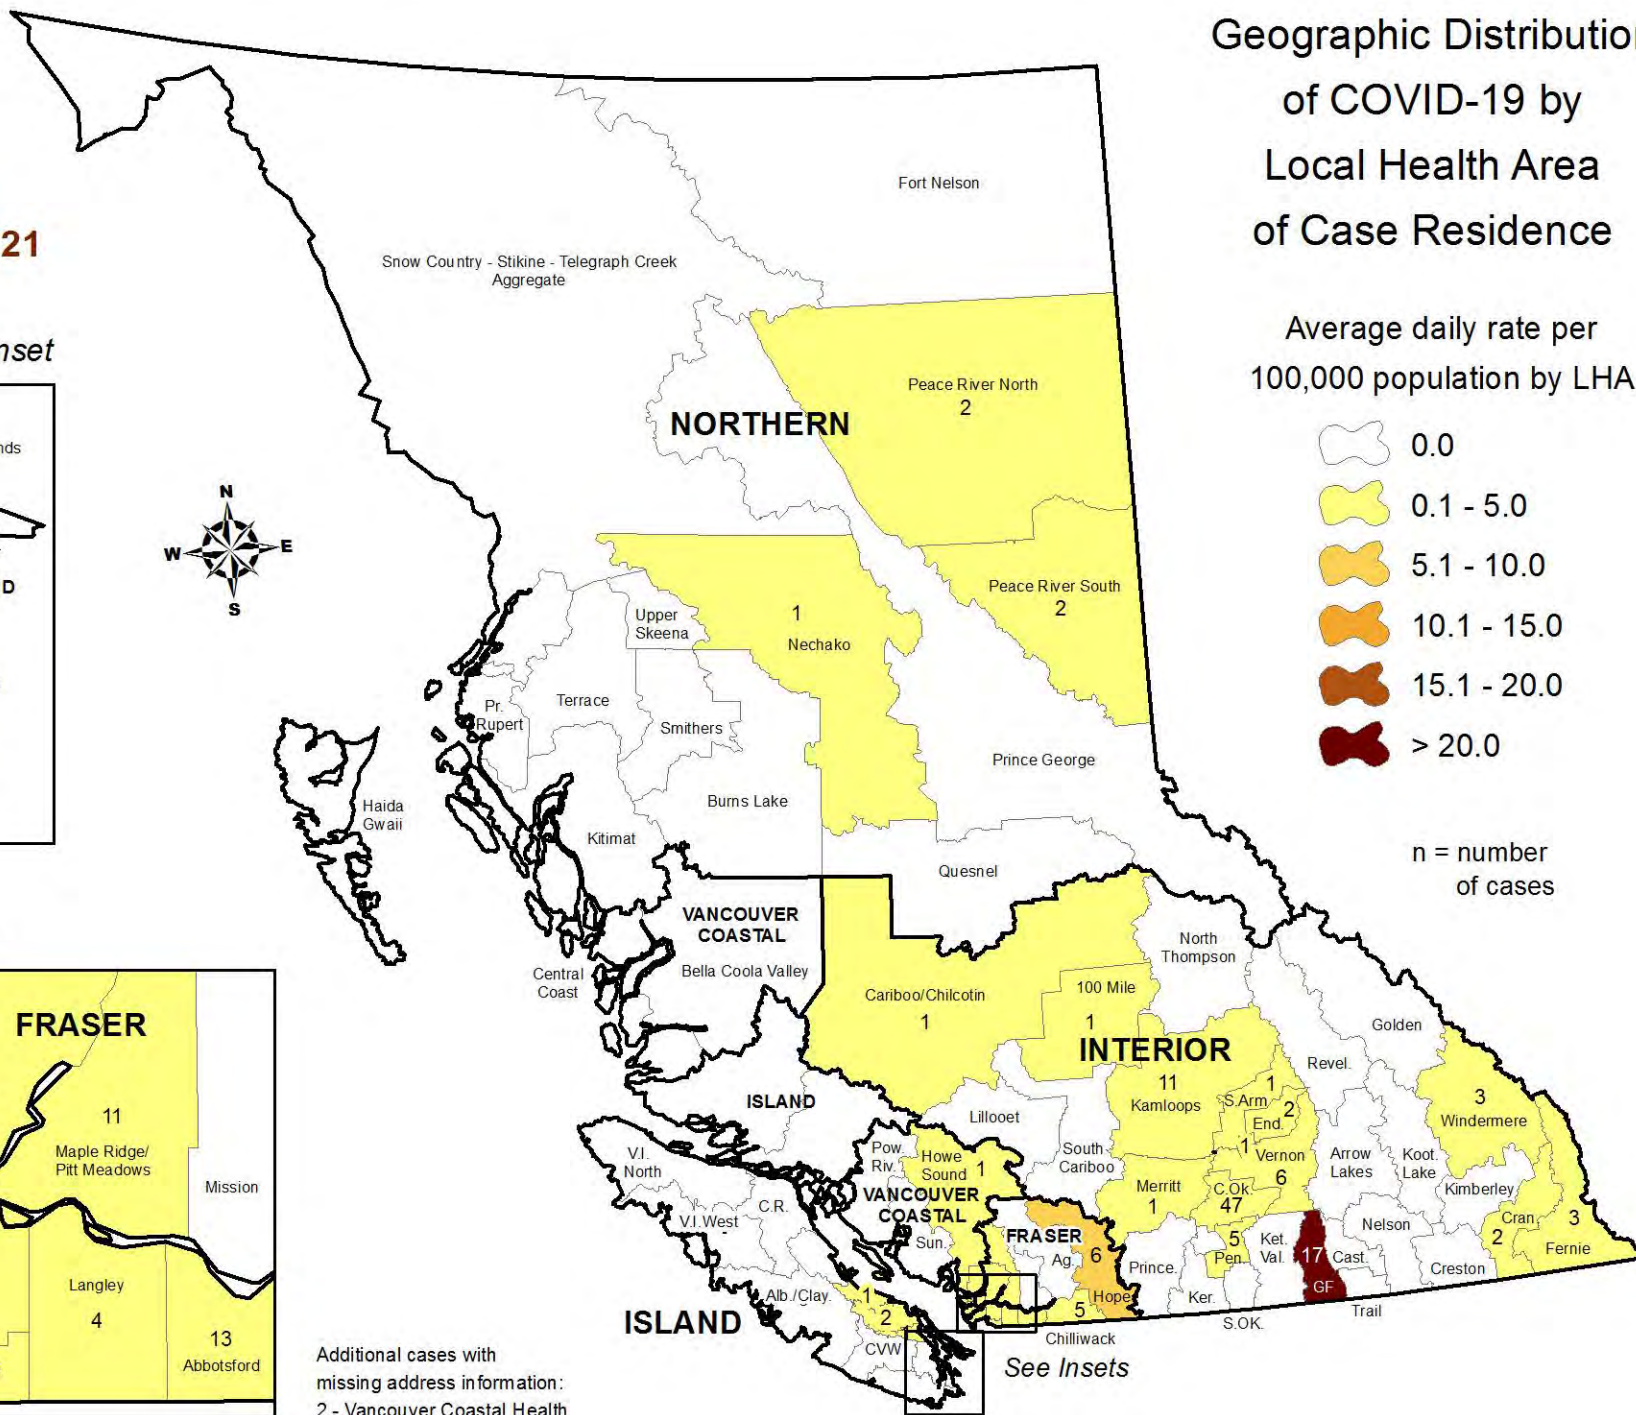 Geographic Distribution
of COVID-19 by
Local Health Area
of Case Residence
Average daily rate per
100,000 population by LHA
0.0
0.1 - 5.0
5.1 - 10.0
10.1 - 15.0
15.1 - 20.0
> 20.0
n = number
of cases
21
nset
nds
D
N
W
E
S
Fort Nelson
Snow Country - Stikine - Telegraph Creek
Aggregate
Peace River North
2
NORTHERN
Peace River South
2
1
Nechako
Upper
Skeena
Pr.
Rupert
Terrace
Smithers
Prince George
Burns Lake
Haida
Gwaii
Kitimat
Quesnel
VANCOUVER
COASTAL
Bella Coola Valley
Central
Coast
North
Thompson
Cariboo/Chilcotin
1
100 Mile
1
INTERIOR
Golden
Revel.
11
Kamloops
1
S.Arm
2
End.
3
Windermere
ISLAND
Lillooet
1
Vernon
6
Arrow
Lakes
Koot.
Lake
Kimberley
V.I.
North
Pow.
Riv.
Howe
Sound
1
South
Cariboo
VANCOUVER
COASTAL
Merritt
1
C.Ok.
47
C.R.
V.I.West
Sun.
FRASER
Ag.
6
Hope
Prince.
5
Pen.
Ket.
Val.
17
GF
Cast.
Nelson
Cran.
2
3
Fernie
Creston
Ker.
S.OK.
Trail
Alb./Clay.
1
2
CVW
ISLAND
5
Chilliwack
See Insets
FRASER
11
Maple Ridge/
Pitt Meadows
Mission
Langley
4
13
Abbotsford
Additional cases with
missing address information:
2 - Vancouver Coastal Health